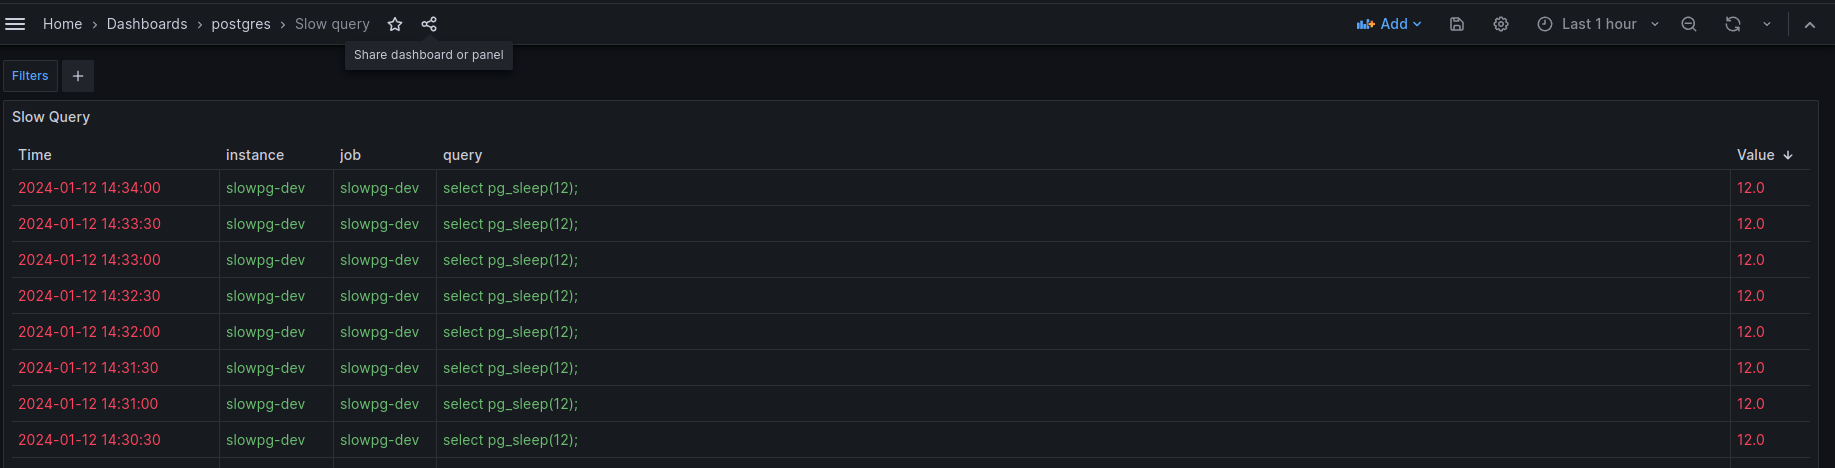 Home › Dashboards › postgres › Slow query Add Last 1 hour
Share dashboard or panel
Filters +
Slow Query
Time instance job query Value ↓
2024-01-12 14:34:00 slowpg-dev slowpg-dev select pg_sleep(12); 12.0
2024-01-12 14:33:30 slowpg-dev slowpg-dev select pg_sleep(12); 12.0
2024-01-12 14:33:00 slowpg-dev slowpg-dev select pg_sleep(12); 12.0
2024-01-12 14:32:30 slowpg-dev slowpg-dev select pg_sleep(12); 12.0
2024-01-12 14:32:00 slowpg-dev slowpg-dev select pg_sleep(12); 12.0
2024-01-12 14:31:30 slowpg-dev slowpg-dev select pg_sleep(12); 12.0
2024-01-12 14:31:00 slowpg-dev slowpg-dev select pg_sleep(12); 12.0
2024-01-12 14:30:30 slowpg-dev slowpg-dev select pg_sleep(12); 12.0